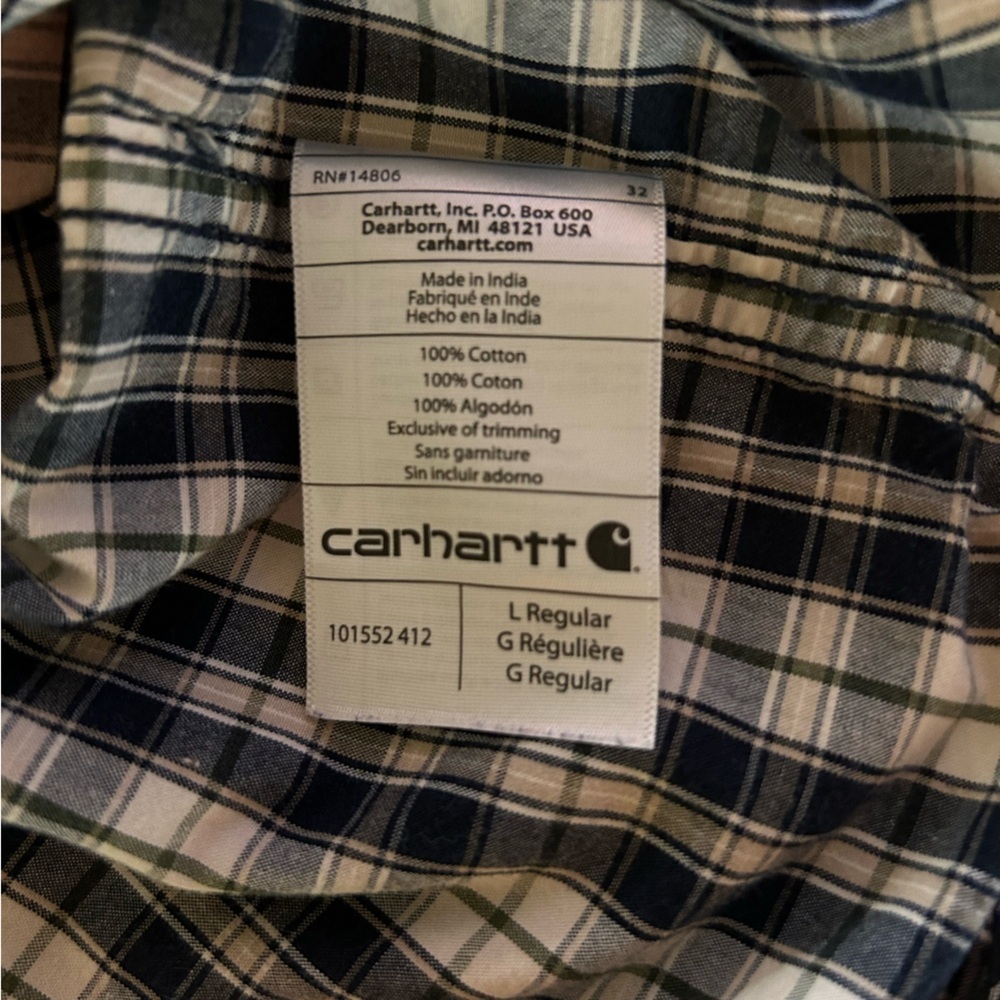 RN#14806
32
Carhartt, Inc. P.O. Box 600
Dearborn, MI 48121 USA
carhartt.com
Made in India
Fabriqué en Inde
Hecho en la India
100% Cotton
100% Coton
100% Algodón
Exclusive of trimming
Sans garniture
Sin incluir adorno
carhartt
101552 412
L Regular
G Régulière
G Regular